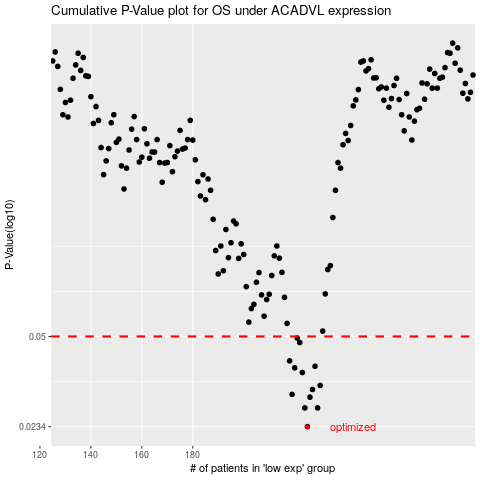 Cumulative P-Value plot for OS under ACADVL expression
P-Value(log10)
0.05
0.0234
optimized
120 140 160 180
# of patients in 'low exp' group